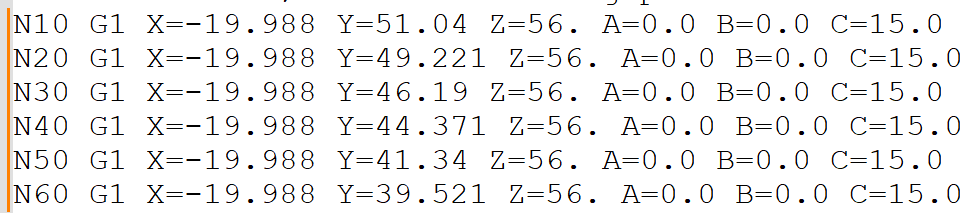 N10 G1 X=-19.988 Y=51.04 Z=56. A=0.0 B=0.0 C=15.0
N20 G1 X=-19.988 Y=49.221 Z=56. A=0.0 B=0.0 C=15.0
N30 G1 X=-19.988 Y=46.19 Z=56. A=0.0 B=0.0 C=15.0
N40 G1 X=-19.988 Y=44.371 Z=56. A=0.0 B=0.0 C=15.0
N50 G1 X=-19.988 Y=41.34 Z=56. A=0.0 B=0.0 C=15.0
N60 G1 X=-19.988 Y=39.521 Z=56. A=0.0 B=0.0 C=15.0